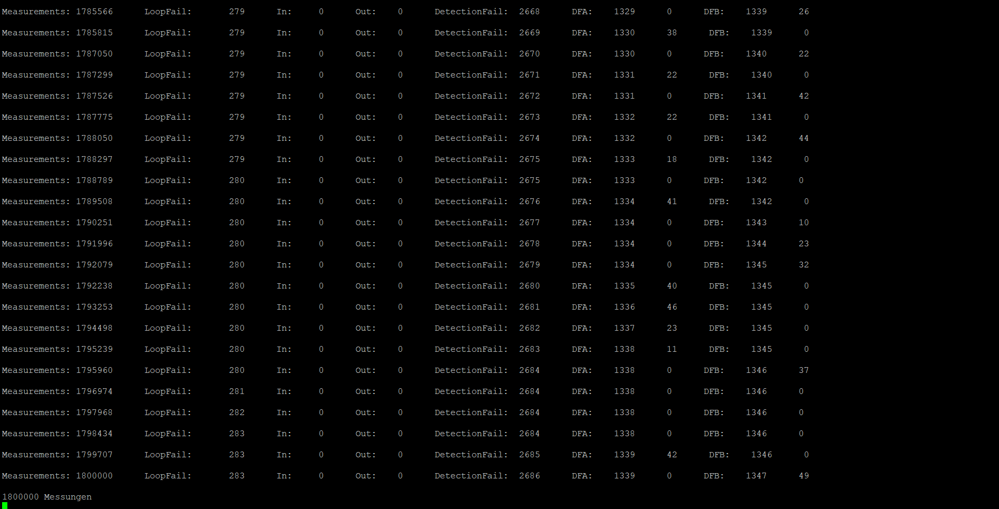 Measurements: 1785566 LoopFail: 279 In: 0 Out: 0 DetectionFail: 2668 DFA: 1329 0 DFB: 1339 26
Measurements: 1785815 LoopFail: 279 In: 0 Out: 0 DetectionFail: 2669 DFA: 1330 38 DFB: 1339 0
Measurements: 1787050 LoopFail: 279 In: 0 Out: 0 DetectionFail: 2670 DFA: 1330 0 DFB: 1340 22
Measurements: 1787299 LoopFail: 279 In: 0 Out: 0 DetectionFail: 2671 DFA: 1331 22 DFB: 1340 0
Measurements: 1787526 LoopFail: 279 In: 0 Out: 0 DetectionFail: 2672 DFA: 1331 0 DFB: 1341 42
Measurements: 1787775 LoopFail: 279 In: 0 Out: 0 DetectionFail: 2673 DFA: 1332 22 DFB: 1341 0
Measurements: 1788050 LoopFail: 279 In: 0 Out: 0 DetectionFail: 2674 DFA: 1332 0 DFB: 1342 44
Measurements: 1788297 LoopFail: 279 In: 0 Out: 0 DetectionFail: 2675 DFA: 1333 18 DFB: 1342 0
Measurements: 1788789 LoopFail: 280 In: 0 Out: 0 DetectionFail: 2675 DFA: 1333 0 DFB: 1342 0
Measurements: 1789508 LoopFail: 280 In: 0 Out: 0 DetectionFail: 2676 DFA: 1334 41 DFB: 1342 0
Measurements: 1790251 LoopFail: 280 In: 0 Out: 0 DetectionFail: 2677 DFA: 1334 0 DFB: 1343 10
Measurements: 1791996 LoopFail: 280 In: 0 Out: 0 DetectionFail: 2678 DFA: 1334 0 DFB: 1344 23
Measurements: 1792079 LoopFail: 280 In: 0 Out: 0 DetectionFail: 2679 DFA: 1334 0 DFB: 1345 32
Measurements: 1792238 LoopFail: 280 In: 0 Out: 0 DetectionFail: 2680 DFA: 1335 40 DFB: 1345 0
Measurements: 1793253 LoopFail: 280 In: 0 Out: 0 DetectionFail: 2681 DFA: 1336 46 DFB: 1345 0
Measurements: 1794498 LoopFail: 280 In: 0 Out: 0 DetectionFail: 2682 DFA: 1337 23 DFB: 1345 0
Measurements: 1795239 LoopFail: 280 In: 0 Out: 0 DetectionFail: 2683 DFA: 1338 11 DFB: 1345 0
Measurements: 1795960 LoopFail: 280 In: 0 Out: 0 DetectionFail: 2684 DFA: 1338 0 DFB: 1346 37
Measurements: 1796974 LoopFail: 281 In: 0 Out: 0 DetectionFail: 2684 DFA: 1338 0 DFB: 1346 0
Measurements: 1797968 LoopFail: 282 In: 0 Out: 0 DetectionFail: 2684 DFA: 1338 0 DFB: 1346 0
Measurements: 1798434 LoopFail: 283 In: 0 Out: 0 DetectionFail: 2684 DFA: 1338 0 DFB: 1346 0
Measurements: 1799707 LoopFail: 283 In: 0 Out: 0 DetectionFail: 2685 DFA: 1339 42 DFB: 1346 0
Measurements: 1800000 LoopFail: 283 In: 0 Out: 0 DetectionFail: 2686 DFA: 1339 0 DFB: 1347 49
1800000 Messungen